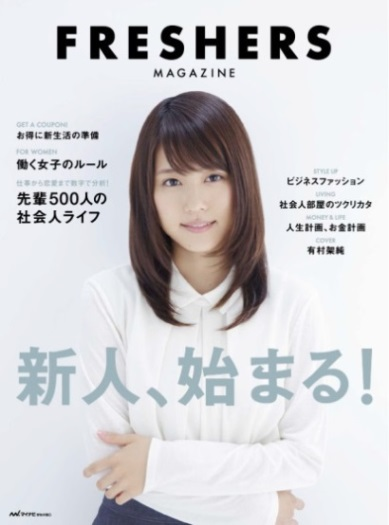 FRESHERS
MAGAZINE
GET A COUPON!
お得に新生活の準備
FOR WOMEN
働く女子のルール
仕事から恋愛まで数字で分析!
先輩500人の
社会人ライフ
STYLE UP
ビジネスファッション
LIVING
社会人部屋のツクリカタ
MONEY & LIFE
人生計画、お金計画
COVER
有村架純
新人、始まる!
マイナビ